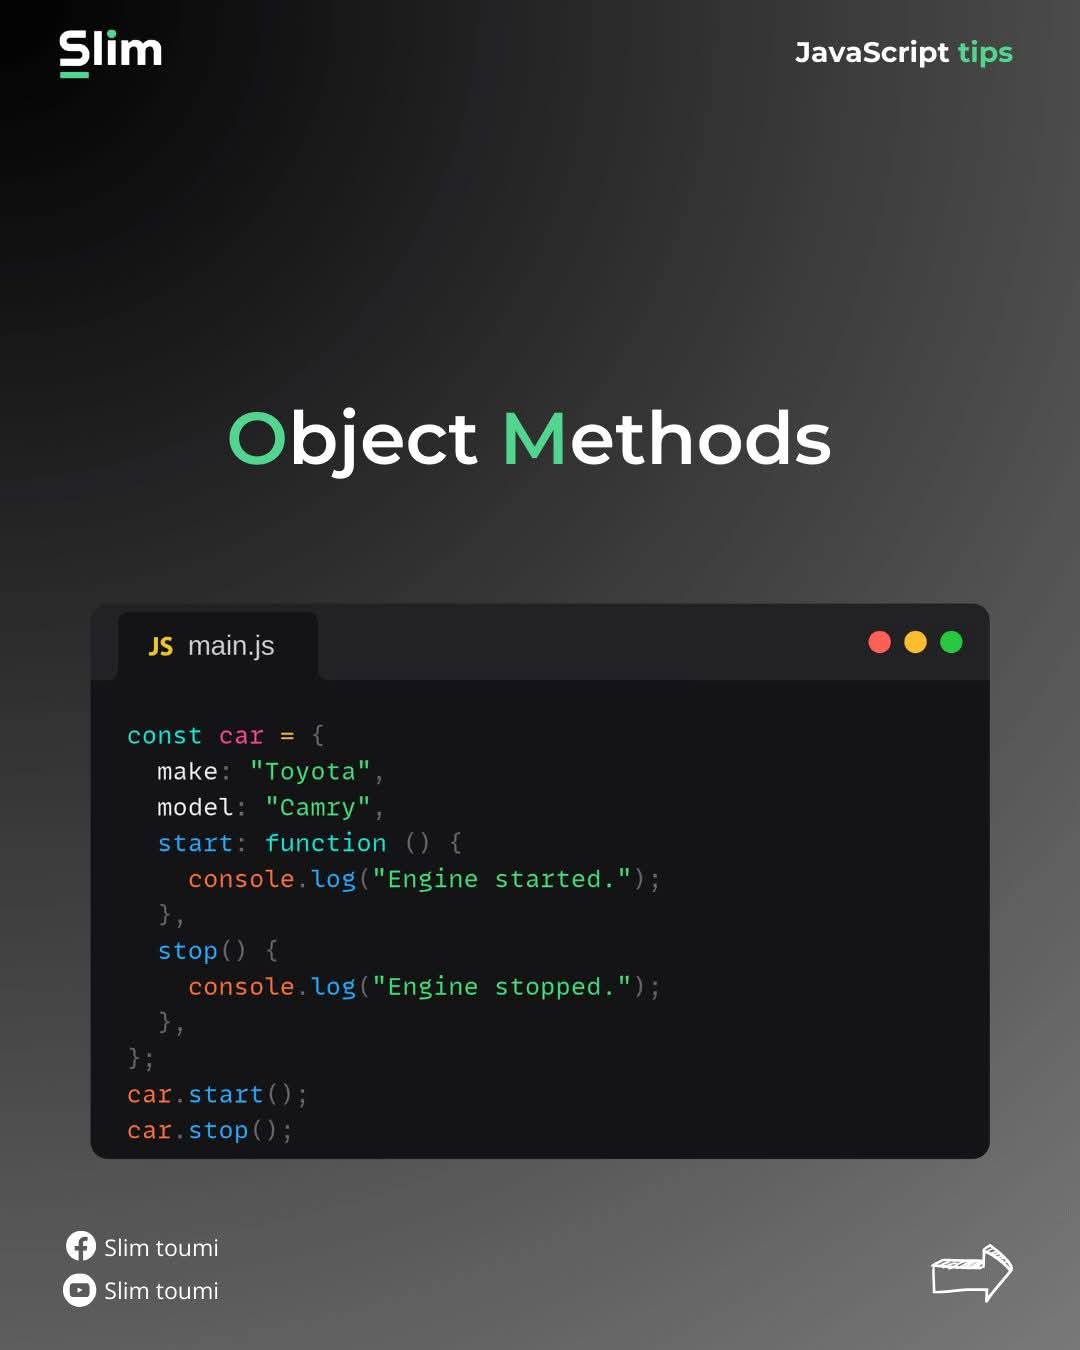 Slim
JavaScript tips
Object Methods
JS main.js
const car = {
  make: "Toyota",
  model: "Camry",
  start: function () {
    console.log("Engine started.");
  },
  stop() {
    console.log("Engine stopped.");
  },
};
car.start();
car.stop();
Slim toumi
Slim toumi